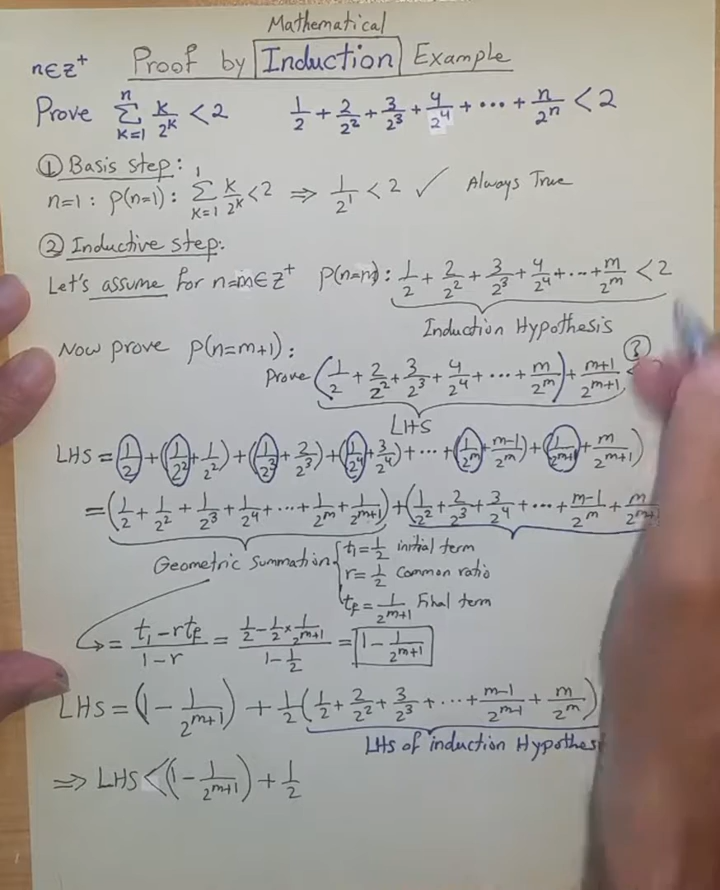 Mathematical
n∈z⁺ Proof by Induction Example
Prove ∑_{k=1}^{n} k/2^k < 2 1/2 + 2/2² + 3/2³ + 4/2⁴ + ⋯ + n/2ⁿ < 2
① Basis step:
n=1 : P(n=1) : ∑_{k=1}^{1} k/2^k < 2 ⇒ 1/2¹ < 2 ✓ Always True
② Inductive step:
Let's assume for n=m∈z⁺ P(n=m) : 1/2 + 2/2² + 3/2³ + 4/2⁴ + ⋯ + m/2^m < 2
Induction Hypothesis
Now prove P(n=m+1) : ③
Prove (1/2 + 2/2² + 3/2³ + 4/2⁴ + ⋯ + m/2^m) + (m+1)/2^{m+1} <
LHS
LHS = 1/2 + (1/2² + 1/2²) + (1/2³ + 2/2³) + (1/2⁴ + 3/2⁴) + ⋯ + (1/2^m + (m-1)/2^m) + (1/2^{m+1} + m/2^{m+1})
= (1/2 + 1/2² + 1/2³ + 1/2⁴ + ⋯ + 1/2^m + 1/2^{m+1}) + (1/2² + 2/2³ + 3/2⁴ + ⋯ + (m-1)/2^m + m/2^{m+1}
Geometric Summation { t₁ = 1/2 initial term
r = 1/2 Common ratio
t_f = 1/2^{m+1} Final term
= (t₁ - r t_f)/(1 - r) = (1/2 - 1/2 × 1/2^{m+1})/(1 - 1/2) = 1 - 1/2^{m+1}
LHS = (1 - 1/2^{m+1}) + 1/2 (1/2 + 2/2² + 3/2³ + ⋯ + (m-1)/2^{m-1} + m/2^m)
LHS of induction Hypothesi
⇒ LHS < (1 - 1/2^{m+1}) + 1/2